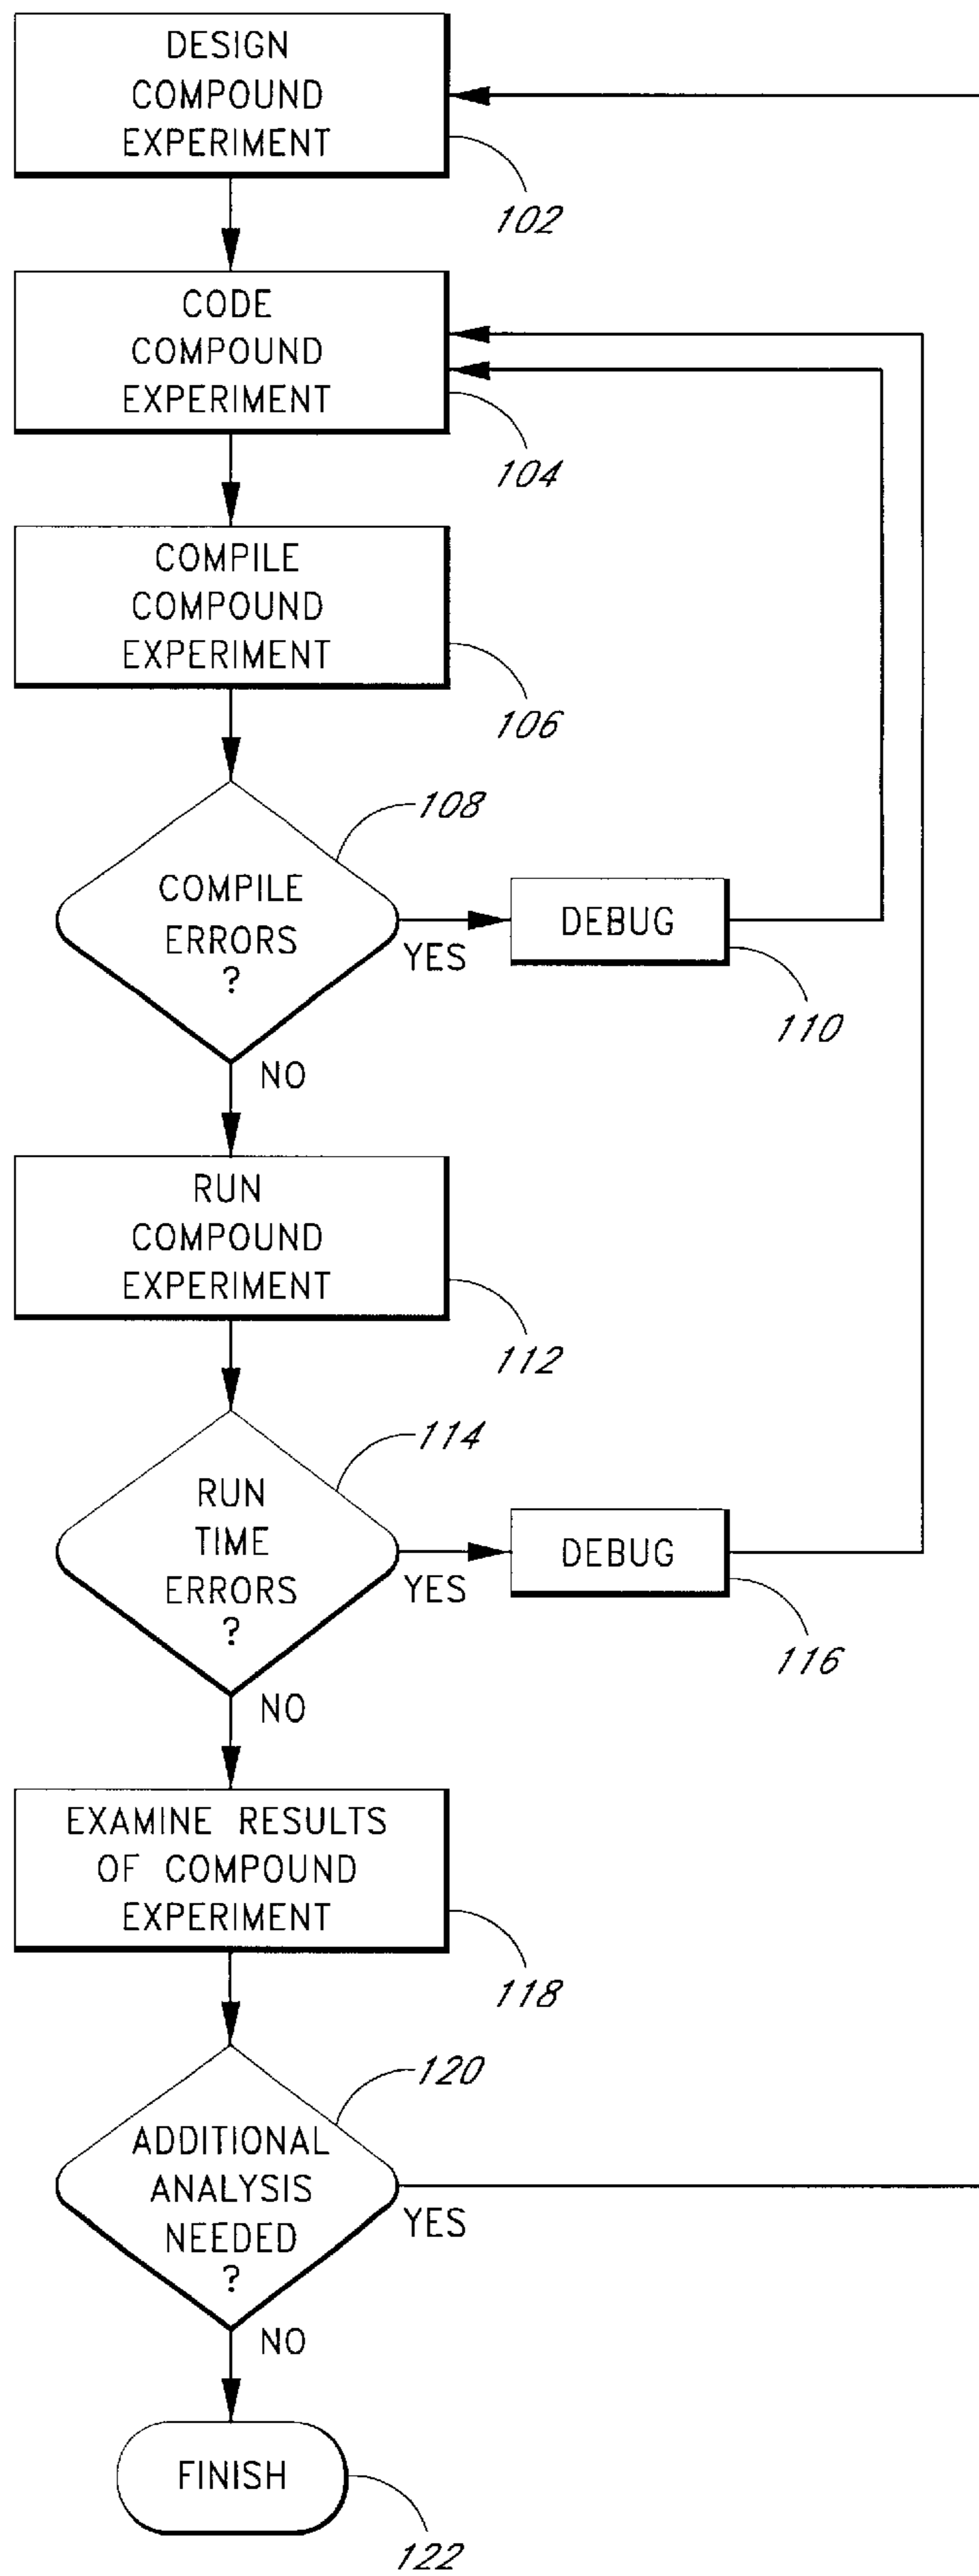 DESIGN
COMPOUND
EXPERIMENT
102
CODE
COMPOUND
EXPERIMENT
104
COMPILE
COMPOUND
EXPERIMENT
106
108
COMPILE
ERRORS
?
YES
DEBUG
110
NO
RUN
COMPOUND
EXPERIMENT
112
114
RUN
TIME
ERRORS
?
YES
DEBUG
116
NO
EXAMINE RESULTS
OF COMPOUND
EXPERIMENT
118
120
ADDITIONAL
ANALYSIS
NEEDED
?
YES
NO
FINISH
122